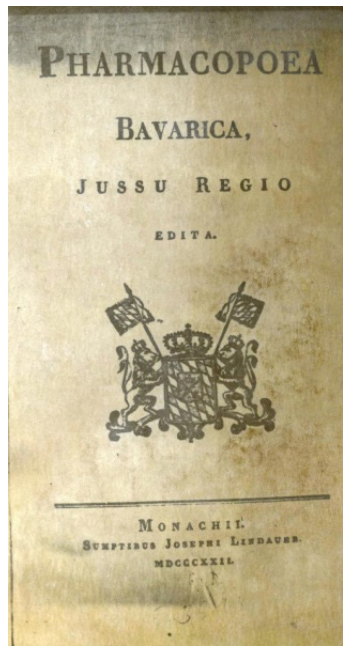 PHARMACOPOEA
BAVARICA,
JUSSU REGIO
EDITA.
MONACHII.
SUMPTIBUS JOSEPHI LINDAUER.
MDCCCXXII.